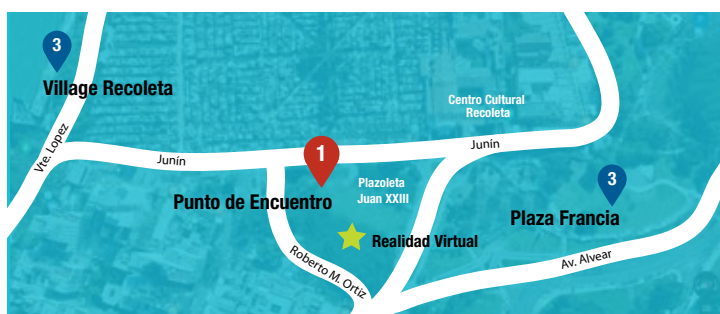 3
Village Recoleta
Vte. Lopez
Junín
1
Punto de Encuentro
Plazoleta
Juan XXIII
Realidad Virtual
Roberto M. Ortiz
Centro Cultural
Recoleta
Junín
3
Plaza Francia
Av. Alvear